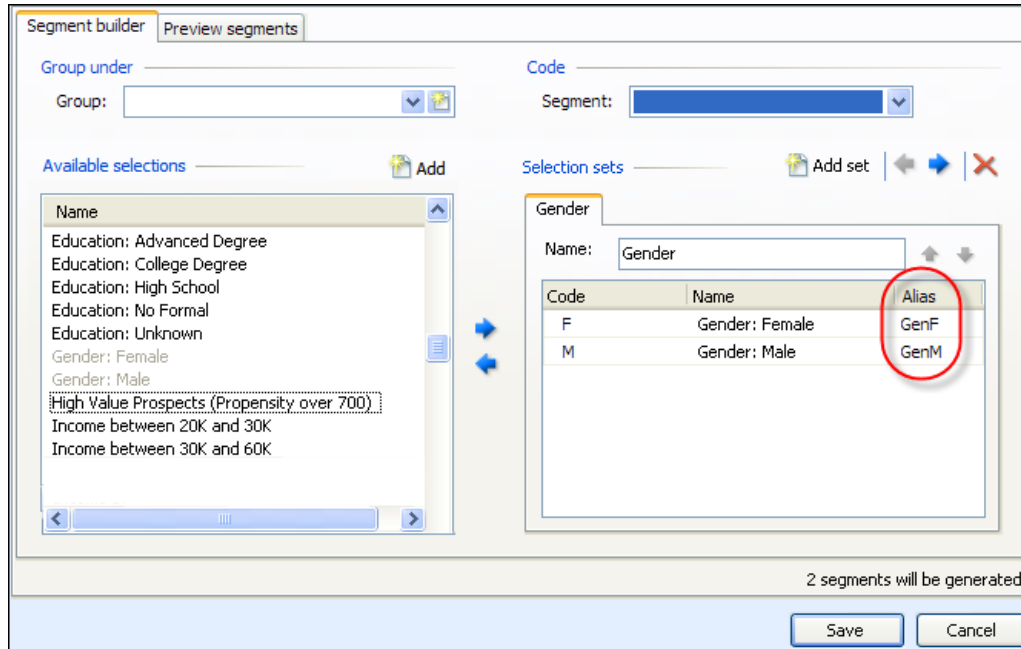 Segment builder Preview segments
Group under
Group:
Code
Segment:
Available selections Add
Name
Education: Advanced Degree
Education: College Degree
Education: High School
Education: No Formal
Education: Unknown
Gender: Female
Gender: Male
High Value Prospects (Propensity over 700)
Income between 20K and 30K
Income between 30K and 60K
Selection sets Add set
Gender
Name: Gender
Code Name Alias
F Gender: Female GenF
M Gender: Male GenM
2 segments will be generated
Save Cancel